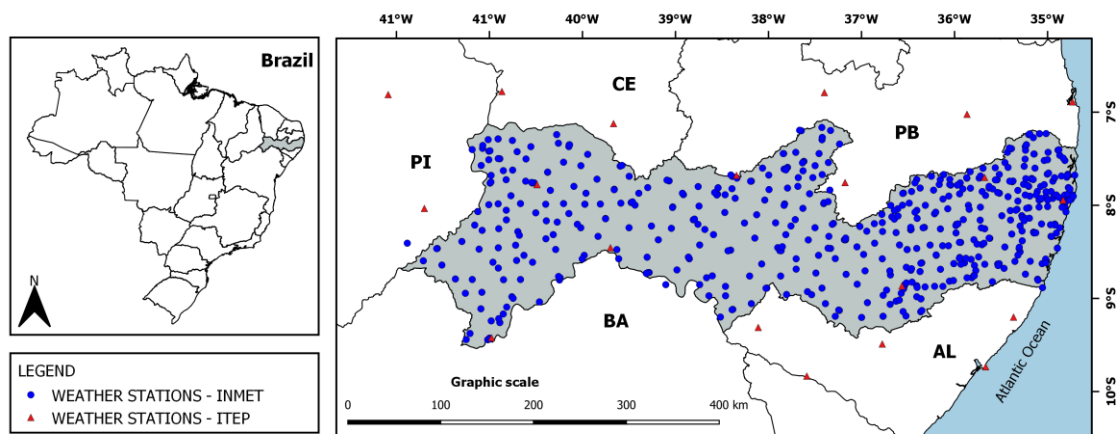 41°W 41°W 40°W 39°W 38°W 37°W 36°W 35°W
Brazil
N
CE
PB
PI
BA
AL
7°S
8°S
9°S
10°S
Atlantic Ocean
Graphic scale
0 100 200 300 400 km
LEGEND
WEATHER STATIONS - INMET
WEATHER STATIONS - ITEP